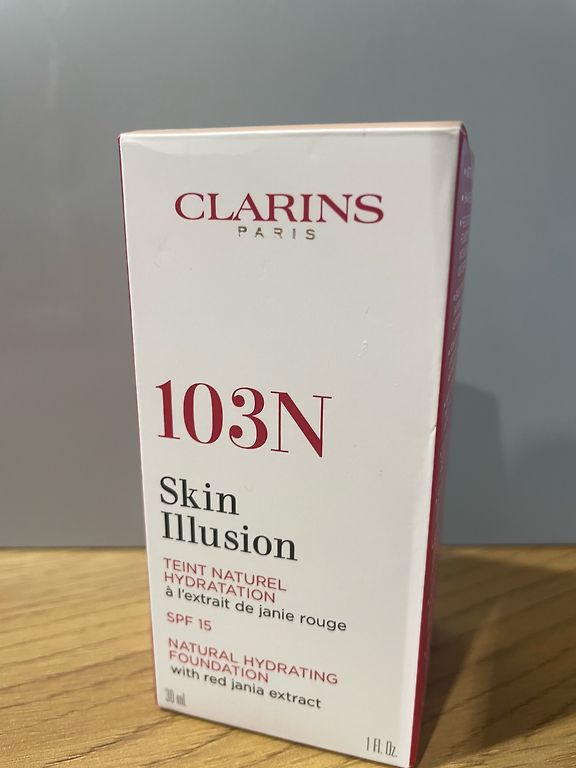 CLARINS
PARIS
103N
Skin
Illusion
TEINT NATUREL
HYDRATATION
à l'extrait de janie rouge
SPF 15
NATURAL HYDRATING
FOUNDATION
with red jania extract
30 ml 1 Fl. Oz.